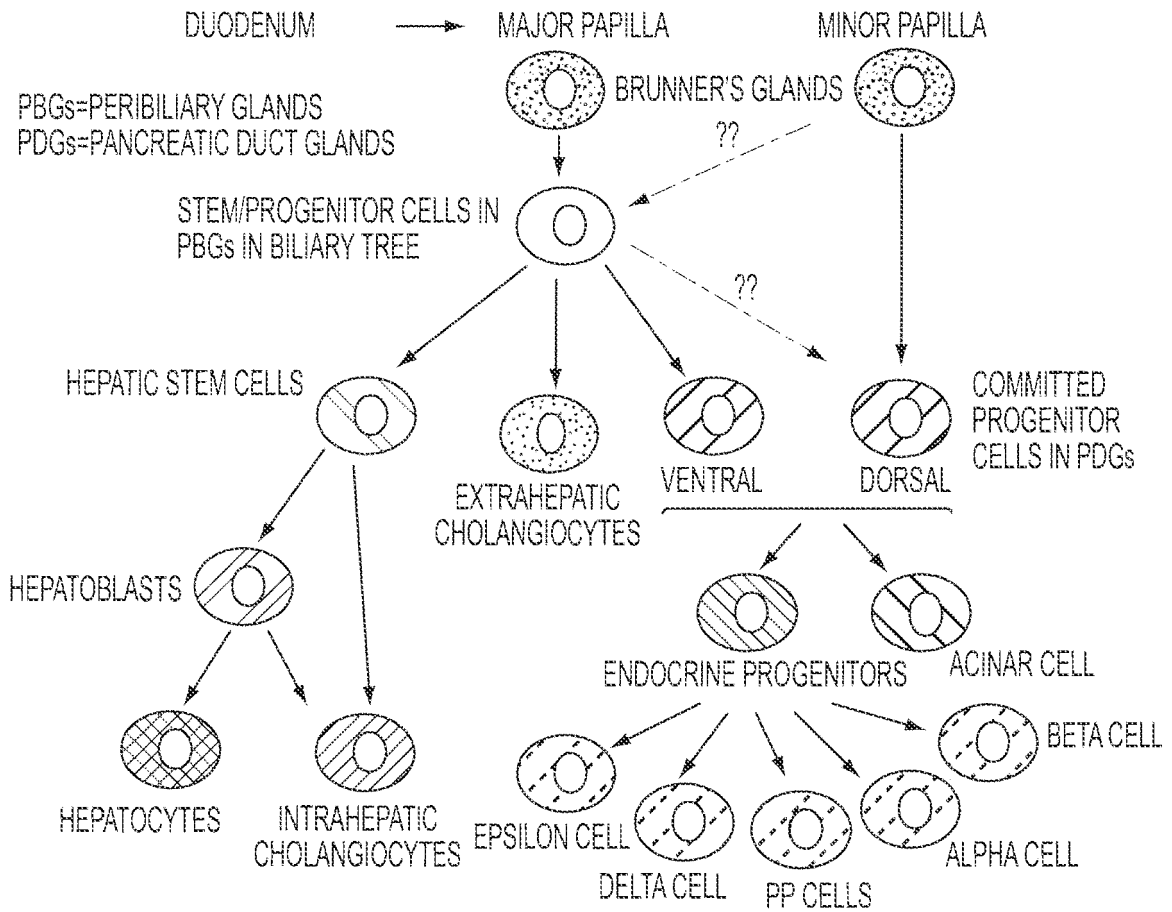 DUODENUM
MAJOR PAPILLA
MINOR PAPILLA
BRUNNER'S GLANDS
PBGs=PERIBILIARY GLANDS
PDGs=PANCREATIC DUCT GLANDS
??
STEM/PROGENITOR CELLS IN
PBGs IN BILIARY TREE
??
HEPATIC STEM CELLS
COMMITTED
PROGENITOR
CELLS IN PDGs
EXTRAHEPATIC
CHOLANGIOCYTES
VENTRAL
DORSAL
HEPATOBLASTS
ENDOCRINE PROGENITORS
ACINAR CELL
HEPATOCYTES
INTRAHEPATIC
CHOLANGIOCYTES
EPSILON CELL
DELTA CELL
PP CELLS
ALPHA CELL
BETA CELL